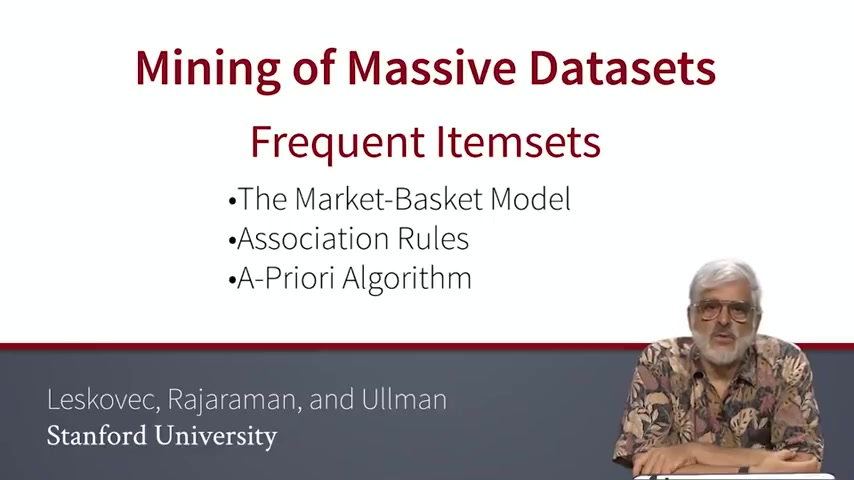 Mining of Massive Datasets
Frequent Itemsets
•The Market-Basket Model
•Association Rules
•A-Priori Algorithm
Leskovec, Rajaraman, and Ullman
Stanford University